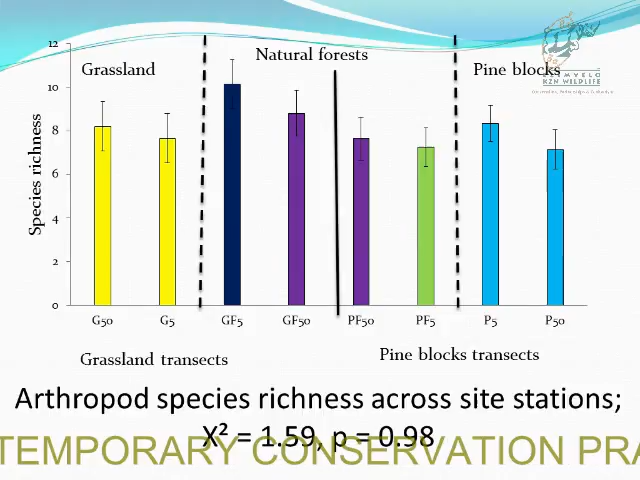 12
Natural forests
Grassland
Pine blocks
KZN WILDLIFE
10
8
6
4
2
0
Species richness
G50 G5 GF5 GF50 PF50 PF5 P5 P50
Grassland transects
Pine blocks transects
Arthropod species richness across site stations;
X² = 1.59, p = 0.98
TEMPORARY CONSERVATION PRA